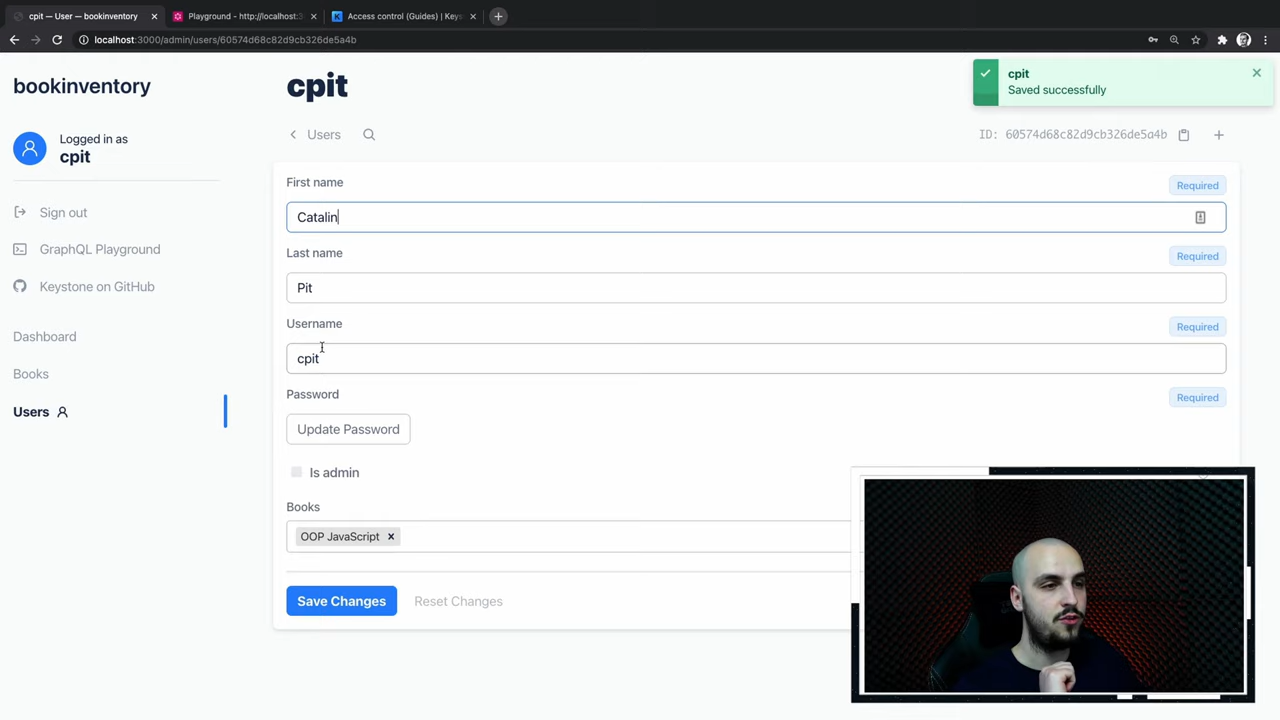 cpit — User — bookinventory
Playground - http://localhost:3
Access control (Guides) | Key
localhost:3000/admin/users/60574d68c82d9cb326de5a4b
bookinventory
Logged in as
cpit
Sign out
GraphQL Playground
Keystone on GitHub
Dashboard
Books
Users
cpit
Users
ID: 60574d68c82d9cb326de5a4b
cpit
Saved successfully
First name
Required
Catalin
Last name
Required
Pit
Username
Required
cpit
Password
Required
Update Password
Is admin
Books
OOP JavaScript
Save Changes
Reset Changes